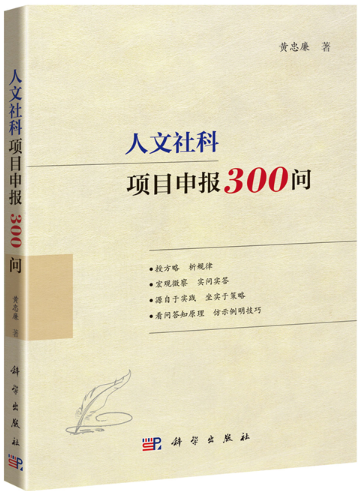 黄忠廉 著
人文社科
项目申报300问
• 授方略 析规律
• 宏观微察 实问实答
• 源自于实践 坐实于策略
• 看问答知原理 仿示例明技巧
科学出版社
人文社科项目申报300问
黄忠廉 著
科学出版社